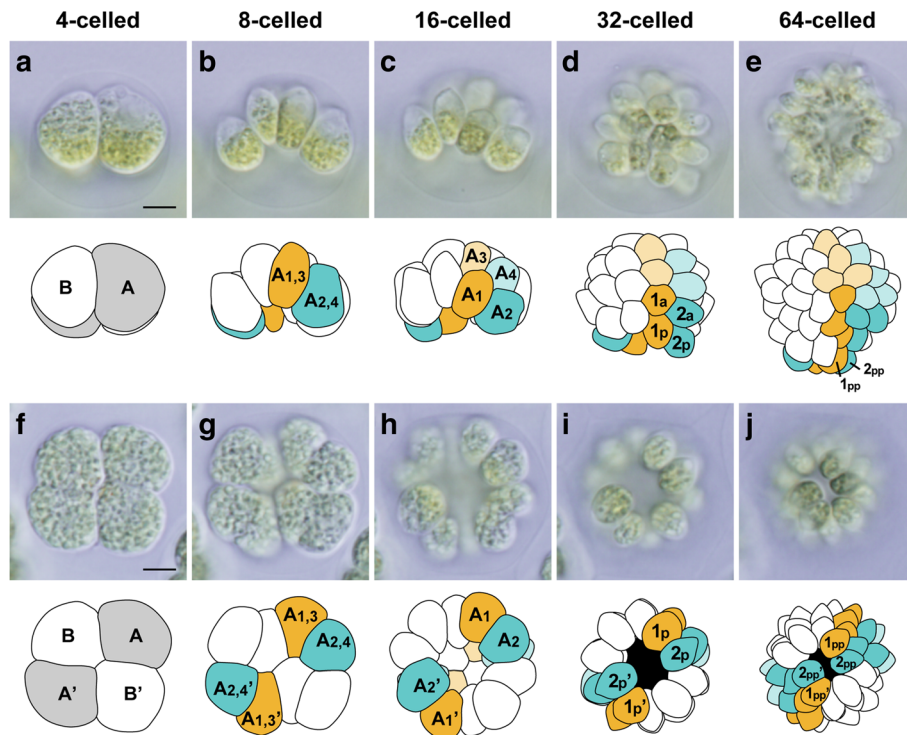 4-celled 8-celled 16-celled 32-celled 64-celled
a b c d e
B A
A1,3
A2,4
A3
A4
A1
A2
1a
2a
1p
2p
2pp
1pp
f g h i j
B A
A' B'
A1,3
A2,4
A2,4'
A1,3'
A1
A2
A2'
A1'
1p
2p
2p'
1p'
1pp
2pp
2pp'
1pp'